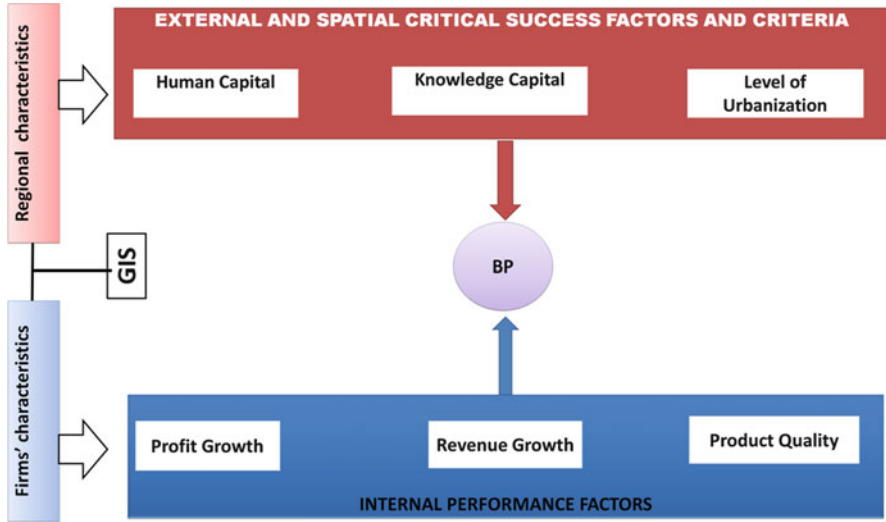 Regional characteristics
EXTERNAL AND SPATIAL CRITICAL SUCCESS FACTORS AND CRITERIA
Human Capital
Knowledge Capital
Level of
Urbanization
GIS
BP
Firms' characteristics
Profit Growth
Revenue Growth
Product Quality
INTERNAL PERFORMANCE FACTORS